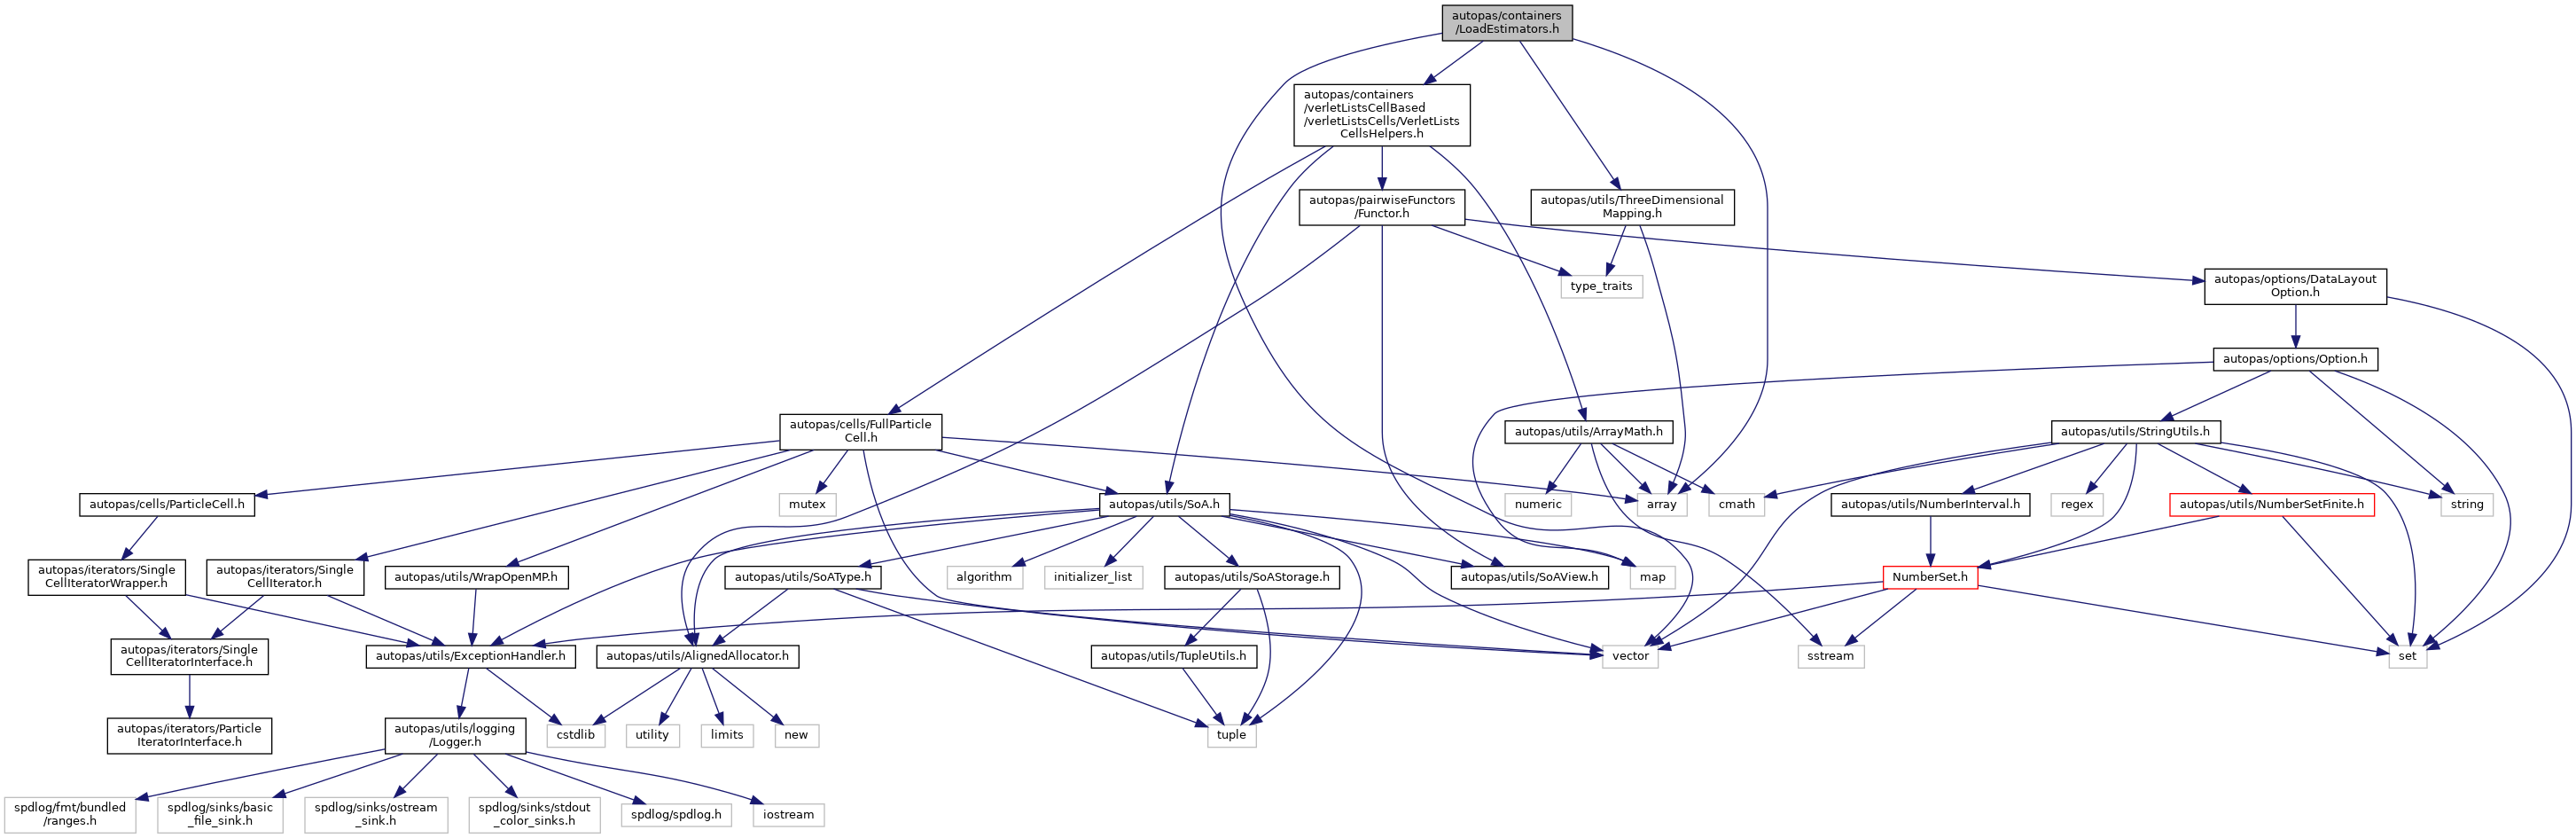 autopas/containers
/LoadEstimators.h
autopas/containers
/verletListsCellBased
/verletListsCells/VerletLists
CellsHelpers.h
autopas/pairwiseFunctors
/Functor.h
autopas/utils/ThreeDimensional
Mapping.h
type_traits
autopas/options/DataLayout
Option.h
autopas/options/Option.h
autopas/cells/FullParticle
Cell.h
autopas/utils/ArrayMath.h
autopas/utils/StringUtils.h
autopas/cells/ParticleCell.h
mutex
autopas/utils/SoA.h
numeric
array
cmath
autopas/utils/NumberInterval.h
regex
autopas/utils/NumberSetFinite.h
string
autopas/iterators/Single
CellIteratorWrapper.h
autopas/iterators/Single
CellIterator.h
autopas/utils/WrapOpenMP.h
autopas/utils/SoAType.h
algorithm
initializer_list
autopas/utils/SoAStorage.h
autopas/utils/SoAView.h
map
NumberSet.h
autopas/iterators/Single
CellIteratorInterface.h
autopas/utils/ExceptionHandler.h
autopas/utils/AlignedAllocator.h
autopas/utils/TupleUtils.h
vector
sstream
set
autopas/iterators/Particle
IteratorInterface.h
autopas/utils/logging
/Logger.h
cstdlib
utility
limits
new
tuple
spdlog/fmt/bundled
/ranges.h
spdlog/sinks/basic
_file_sink.h
spdlog/sinks/ostream
_sink.h
spdlog/sinks/stdout
_color_sinks.h
spdlog/spdlog.h
iostream